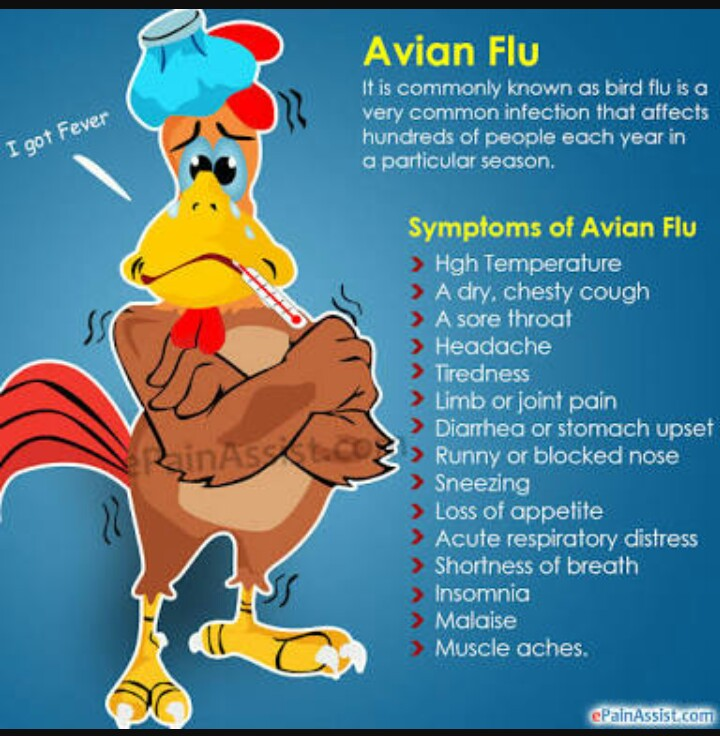 I got Fever
Avian Flu
It is commonly known as bird flu is a
very common infection that affects
hundreds of people each year in
a particular season.
Symptoms of Avian Flu
Hgh Temperature
A dry, chesty cough
A sore throat
Headache
Tiredness
Limb or joint pain
Diarrhea or stomach upset
Runny or blocked nose
Sneezing
Loss of appetite
Acute respiratory distress
Shortness of breath
Insomnia
Malaise
Muscle aches.
ePainAssist.com
ePainAssist.com